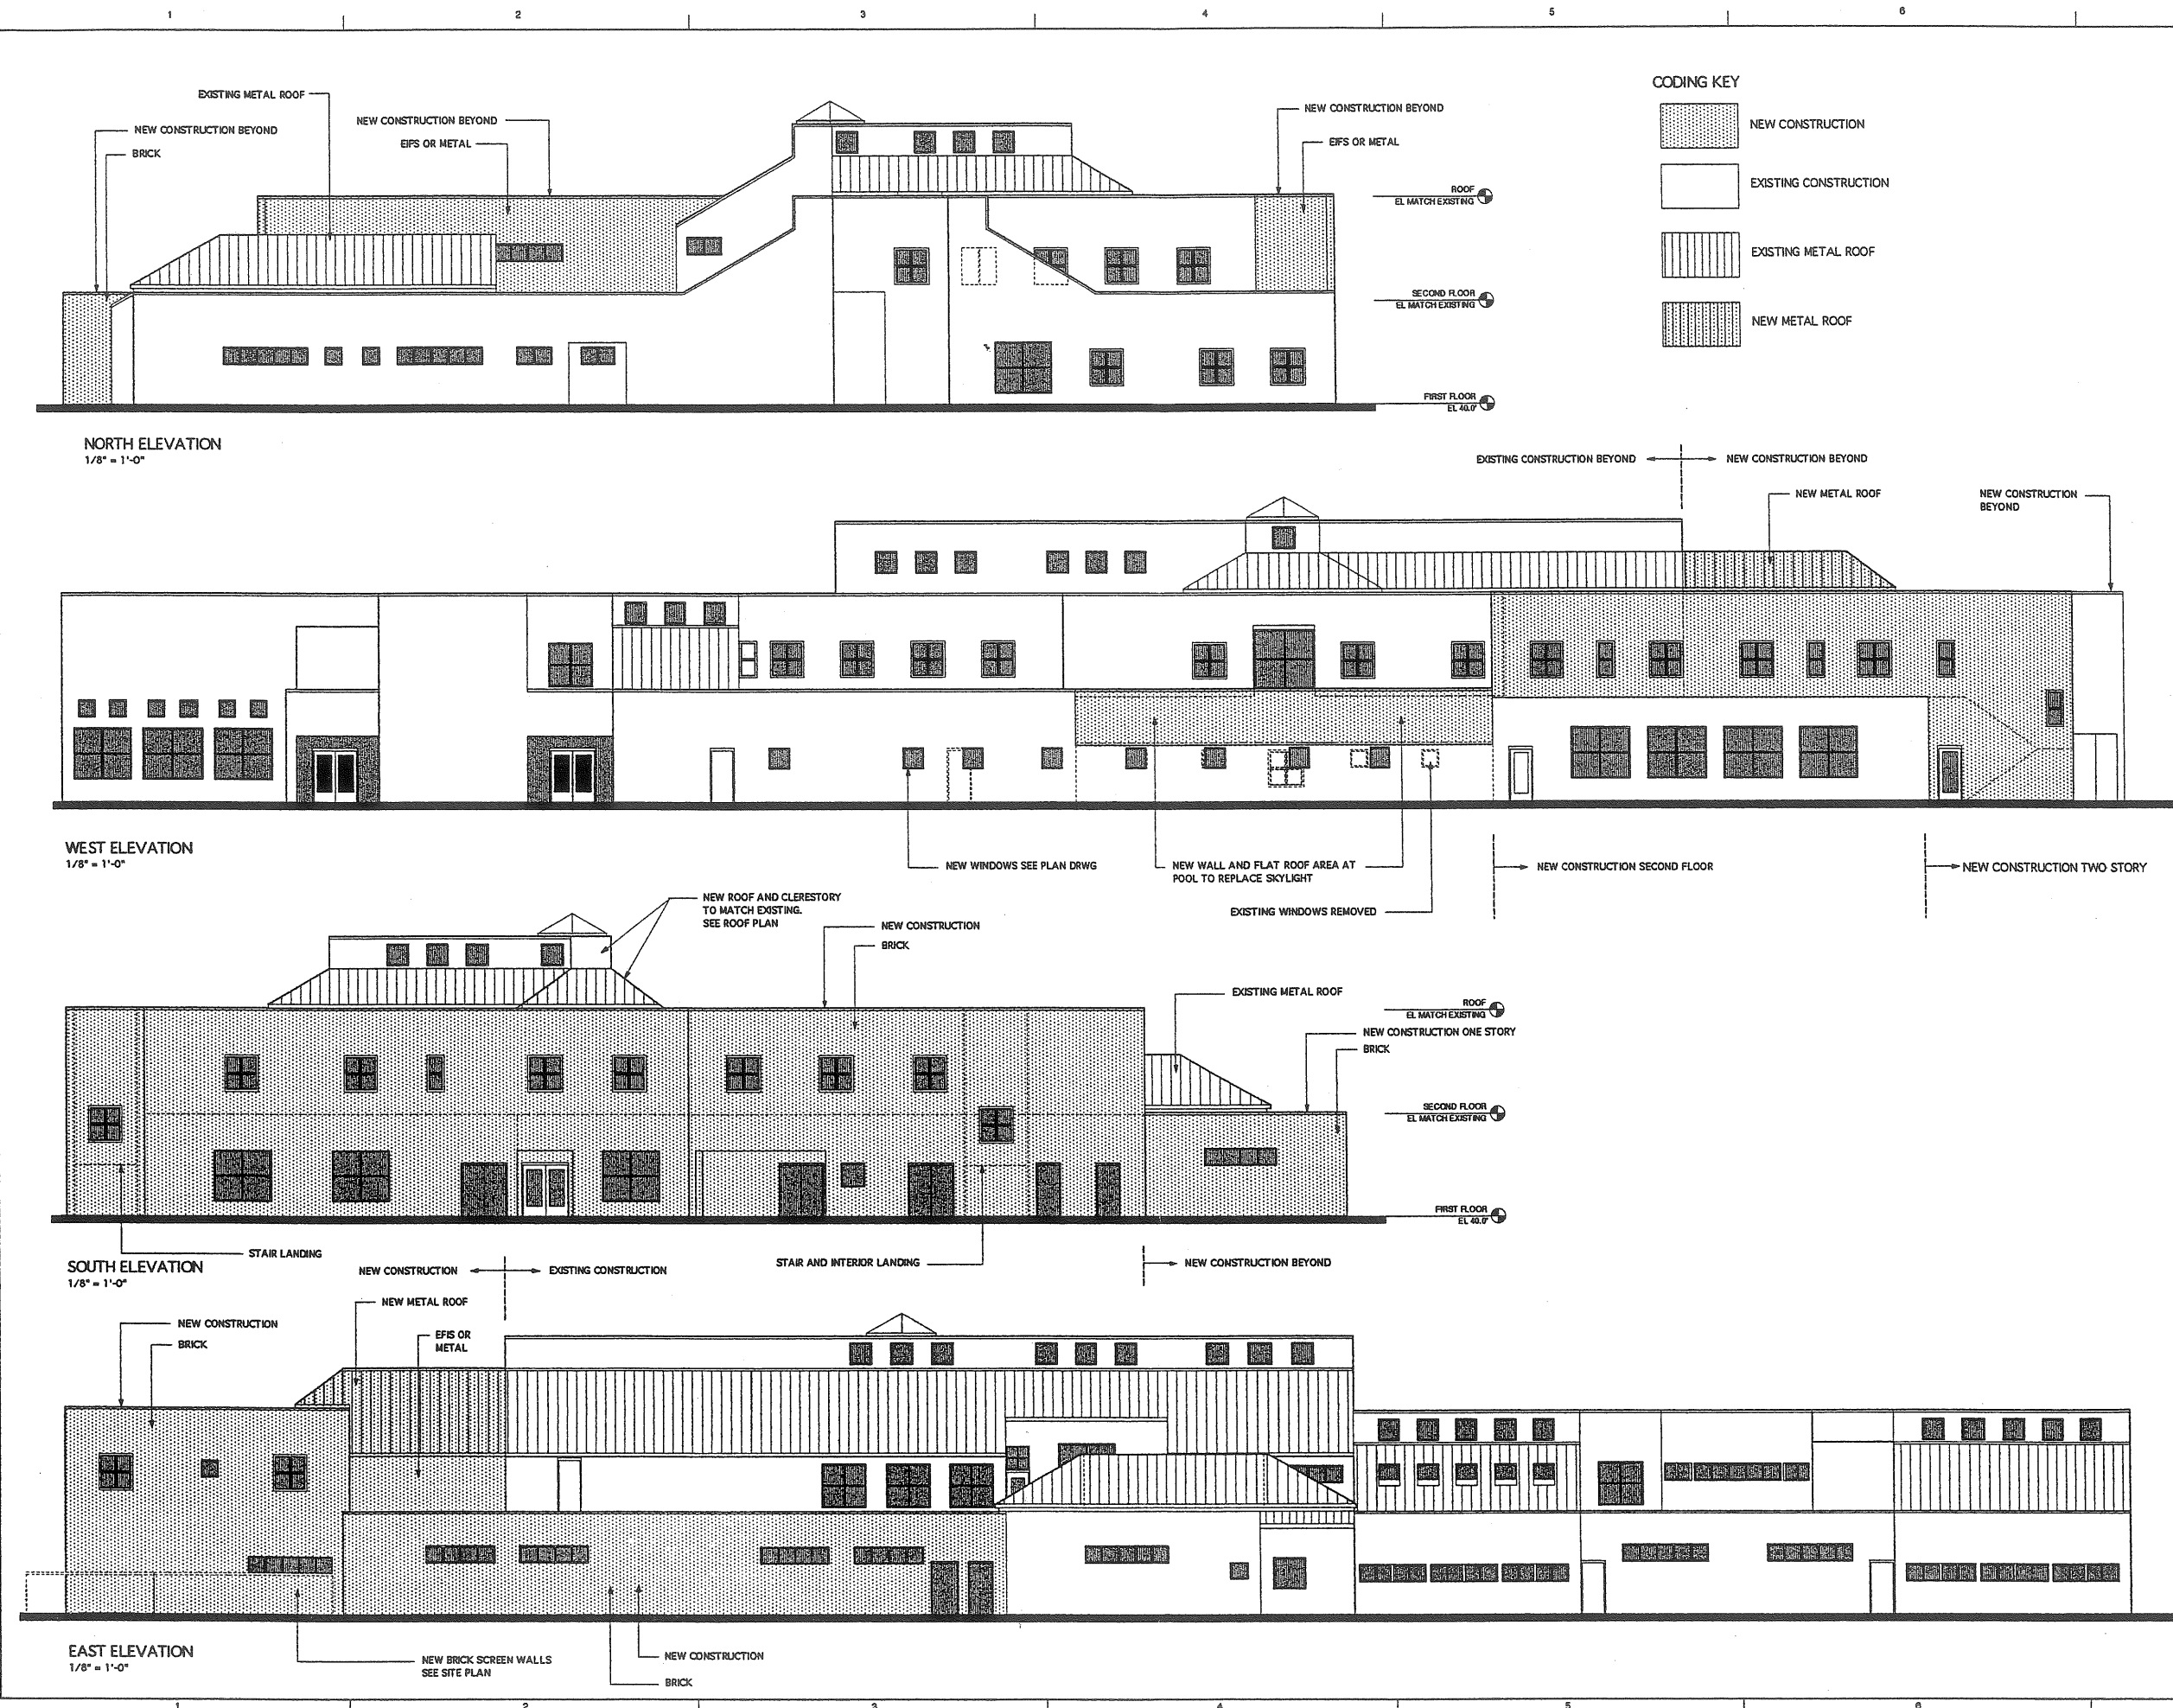 1 2 3 4 5 6
CODING KEY
NEW CONSTRUCTION
EXISTING CONSTRUCTION
EXISTING METAL ROOF
NEW METAL ROOF
EXISTING METAL ROOF
NEW CONSTRUCTION BEYOND
BRICK
NEW CONSTRUCTION BEYOND
EIFS OR METAL
NEW CONSTRUCTION BEYOND
EIFS OR METAL
ROOF
EL MATCH EXISTING
SECOND FLOOR
EL MATCH EXISTING
FIRST FLOOR
EL 40.0'
NORTH ELEVATION
1/8" = 1'-0"
EXISTING CONSTRUCTION BEYOND
NEW CONSTRUCTION BEYOND
NEW METAL ROOF
NEW CONSTRUCTION
BEYOND
WEST ELEVATION
1/8" = 1'-0"
NEW WINDOWS SEE PLAN DRWG
NEW WALL AND FLAT ROOF AREA AT
POOL TO REPLACE SKYLIGHT
EXISTING WINDOWS REMOVED
NEW CONSTRUCTION SECOND FLOOR
NEW CONSTRUCTION TWO STORY
NEW ROOF AND CLERESTORY
TO MATCH EXISTING.
SEE ROOF PLAN
NEW CONSTRUCTION
BRICK
EXISTING METAL ROOF
ROOF
EL MATCH EXISTING
NEW CONSTRUCTION ONE STORY
BRICK
SECOND FLOOR
EL MATCH EXISTING
FIRST FLOOR
EL 40.0'
STAIR LANDING
STAIR AND INTERIOR LANDING
NEW CONSTRUCTION BEYOND
SOUTH ELEVATION
1/8" = 1'-0"
NEW CONSTRUCTION
EXISTING CONSTRUCTION
NEW METAL ROOF
NEW CONSTRUCTION
BRICK
EFIS OR
METAL
EAST ELEVATION
1/8" = 1'-0"
NEW BRICK SCREEN WALLS
SEE SITE PLAN
NEW CONSTRUCTION
BRICK